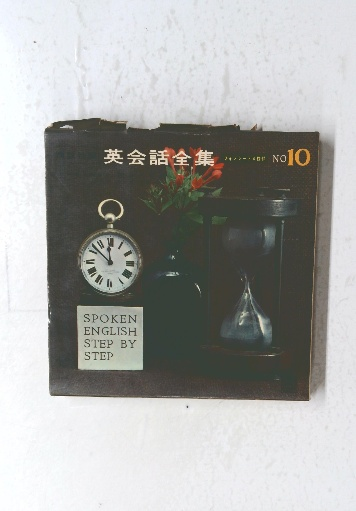 英会話全集 NO10
SPOKEN
ENGLISH
STEP BY
STEP